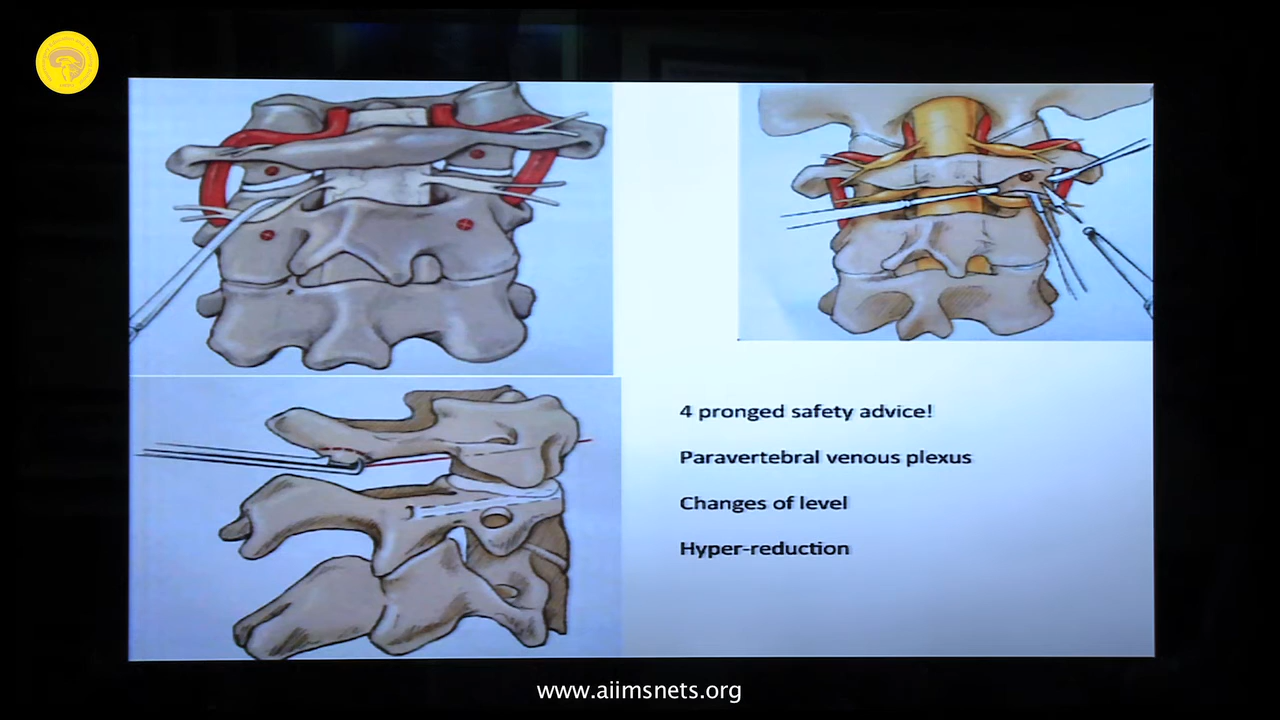 4 pronged safety advice!
Paravertebral venous plexus
Changes of level
Hyper-reduction
www.aiimsnets.org